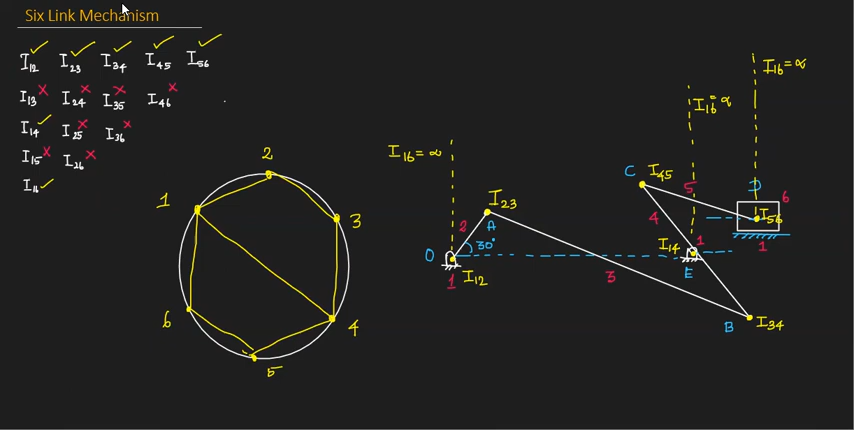 Six Link Mechanism
I12 ✓ I23 ✓ I34 ✓ I45 ✓ I56 ✓
I13 × I24 × I35 × I46 ×
I14 ✓ I25 × I36 ×
I15 × I26 ×
I16 ✓
2
1
3
6
4
5
I16 = ∝
I16 = ∝
I16 = ∝
C I45
5
D 6
4
I56
1
I23
2 A
30°
O
1 I12
I14 1
E
3
B I34